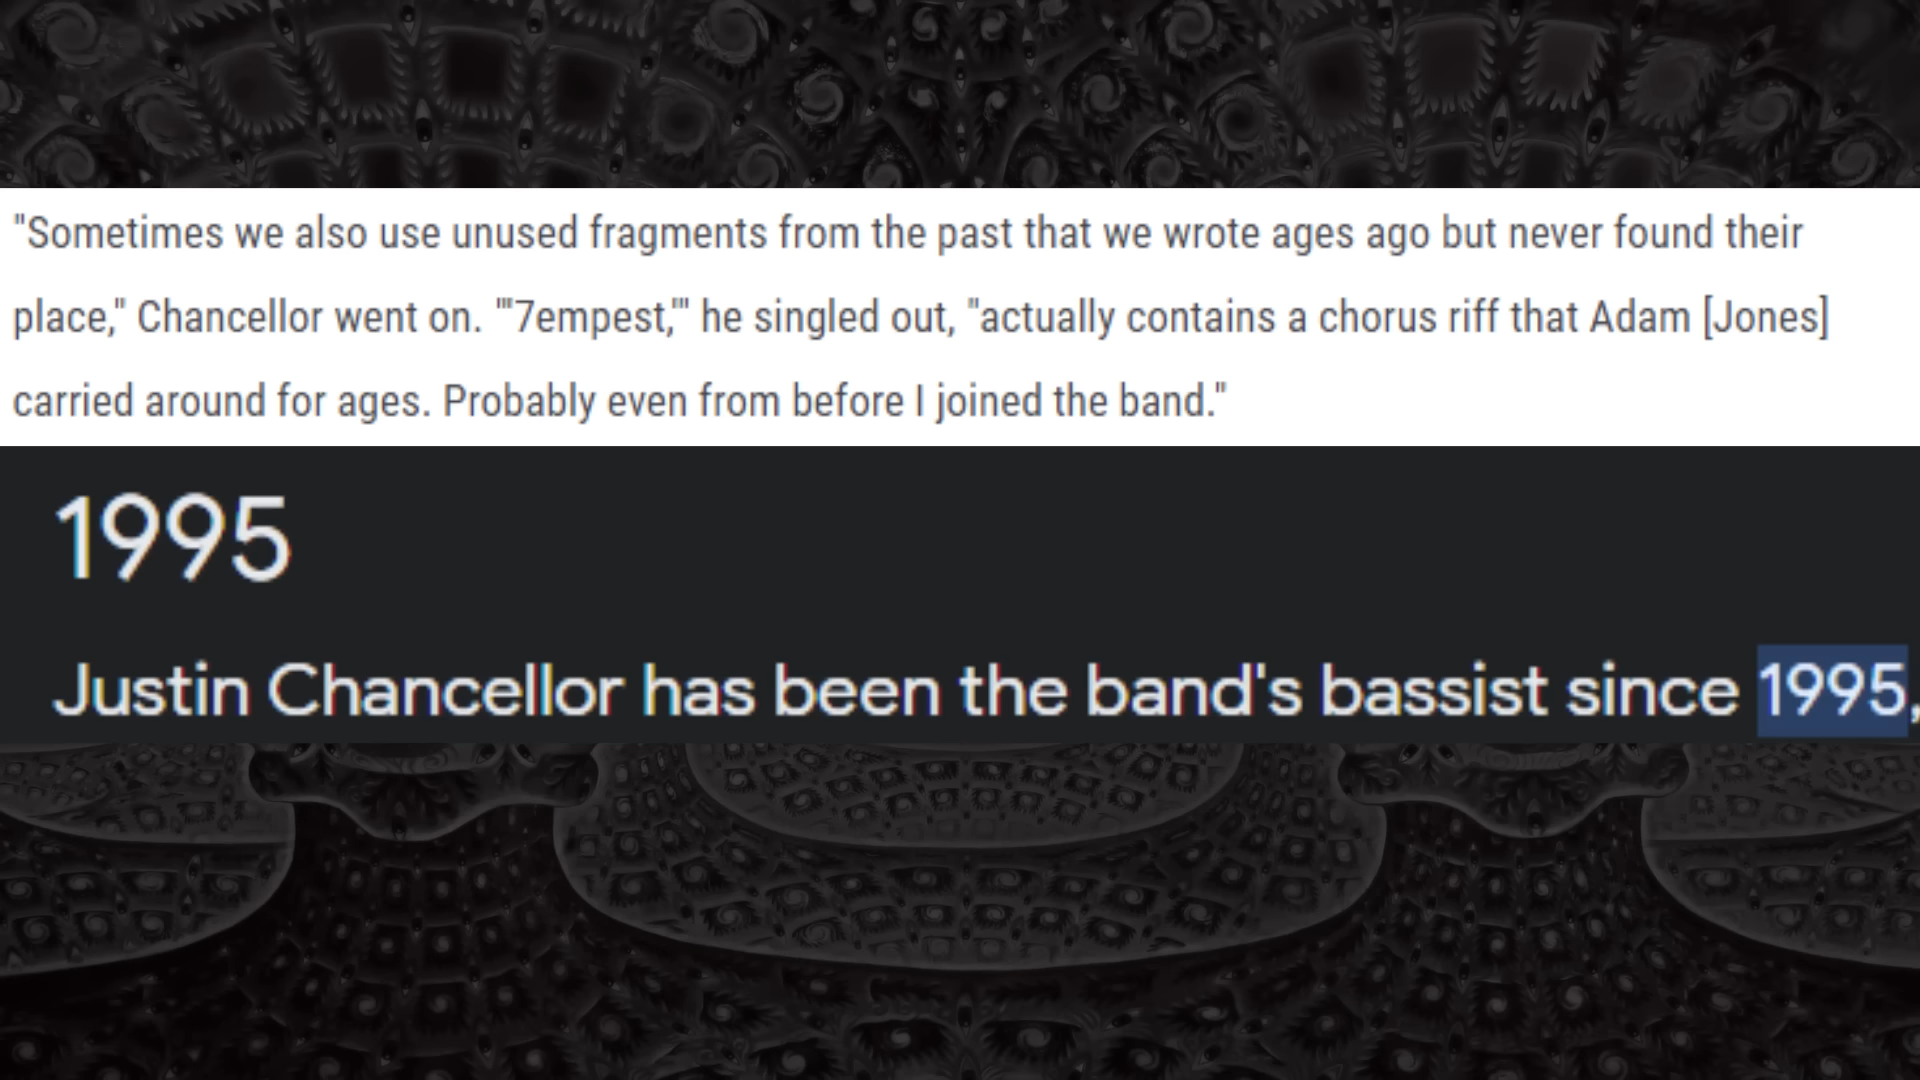 "Sometimes we also use unused fragments from the past that we wrote ages ago but never found their
place," Chancellor went on. "'7empest,'" he singled out, "actually contains a chorus riff that Adam [Jones]
carried around for ages. Probably even from before I joined the band."
1995
Justin Chancellor has been the band's bassist since 1995,